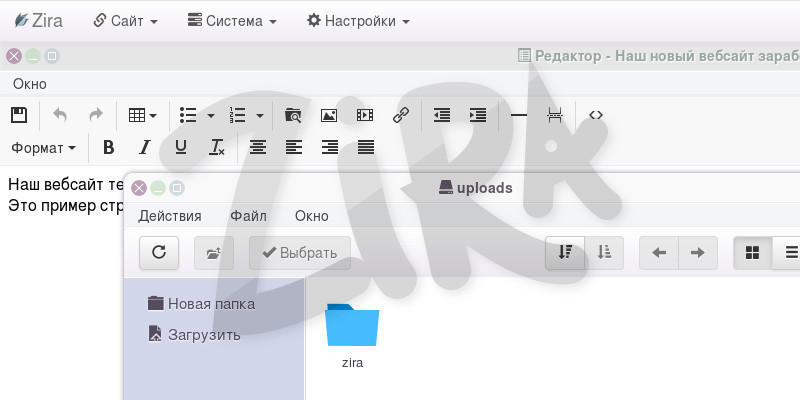 Zira Сайт Система Настройки
Редактор - Наш новый вебсайт зараб
Окно
Формат B I U Tx
Наш вебсайт те
Это пример стр
uploads
Действия Файл Окно
Выбрать
Новая папка
Загрузить
zira
ZiRA